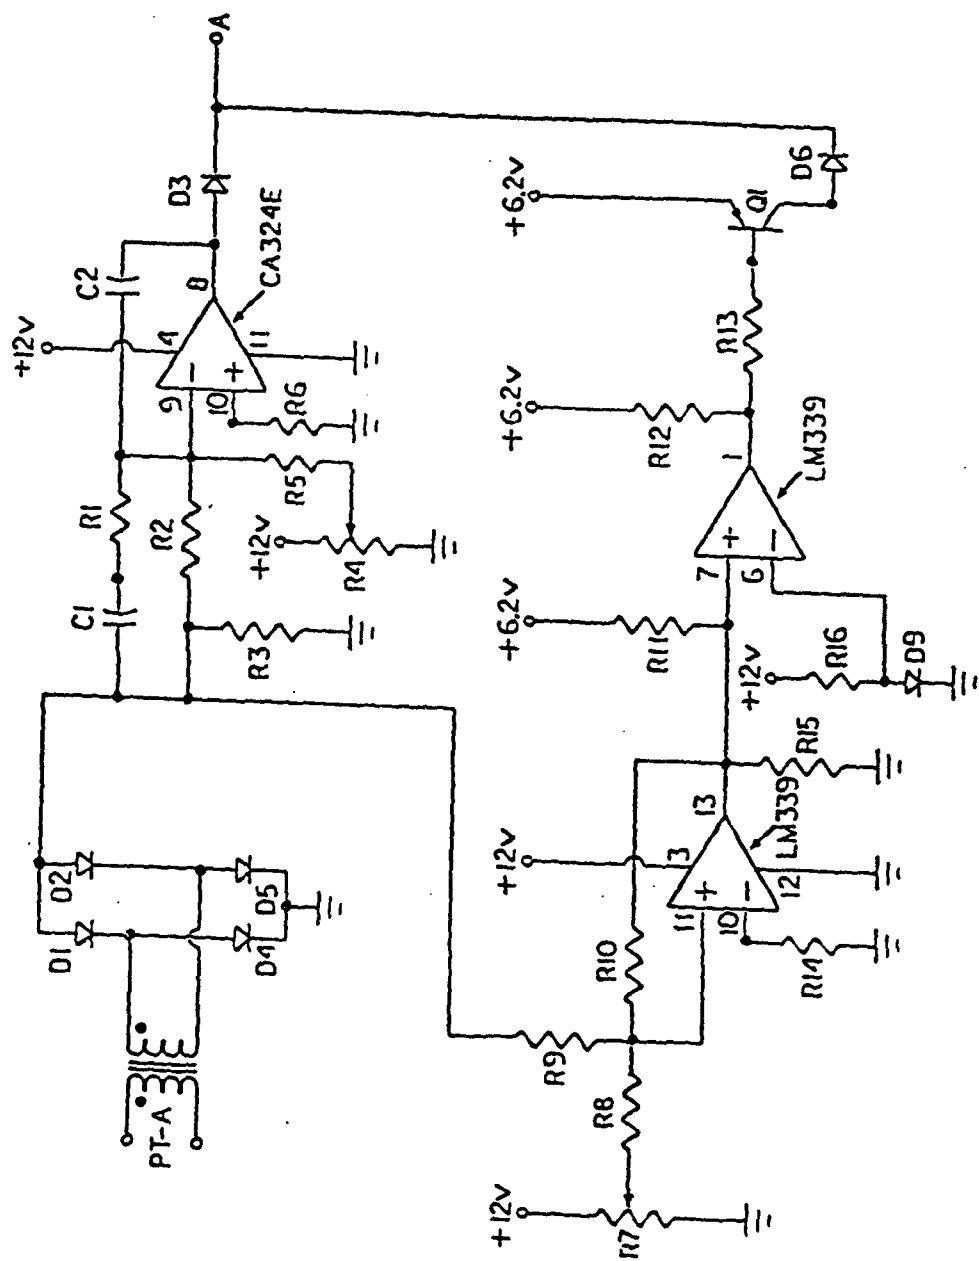 A
D3
C2
8
CA324E
+12v
4
11
9
−
10
+
R6
R1
R2
R5
+12v
R4
C1
R3
D2
D5
D1
D4
PT-A
+6.2v
D6
Q1
R13
+6.2v
R12
1
LM339
+
−
7
6
+6.2v
R11
+12v
R16
D9
R15
13
LM339
+12v
3
+
−
12
11
10
R14
R10
R9
R8
+12v
R7